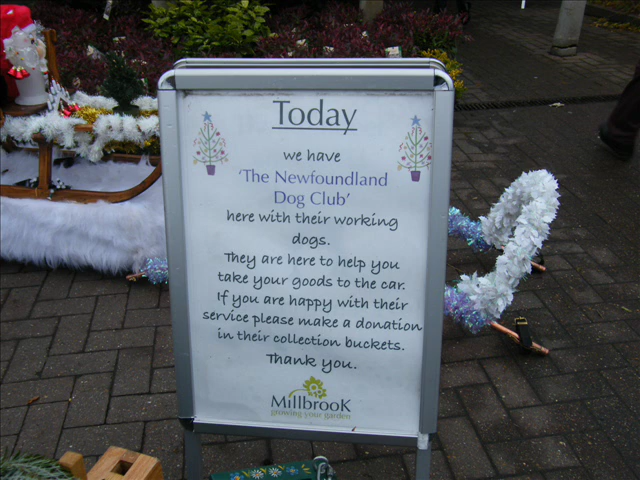 Today
we have
'The Newfoundland
Dog Club'
here with their working
dogs.
They are here to help you
take your goods to the car.
If you are happy with their
service please make a donation
in their collection buckets.
Thank you.
Millbrook
growing your garden